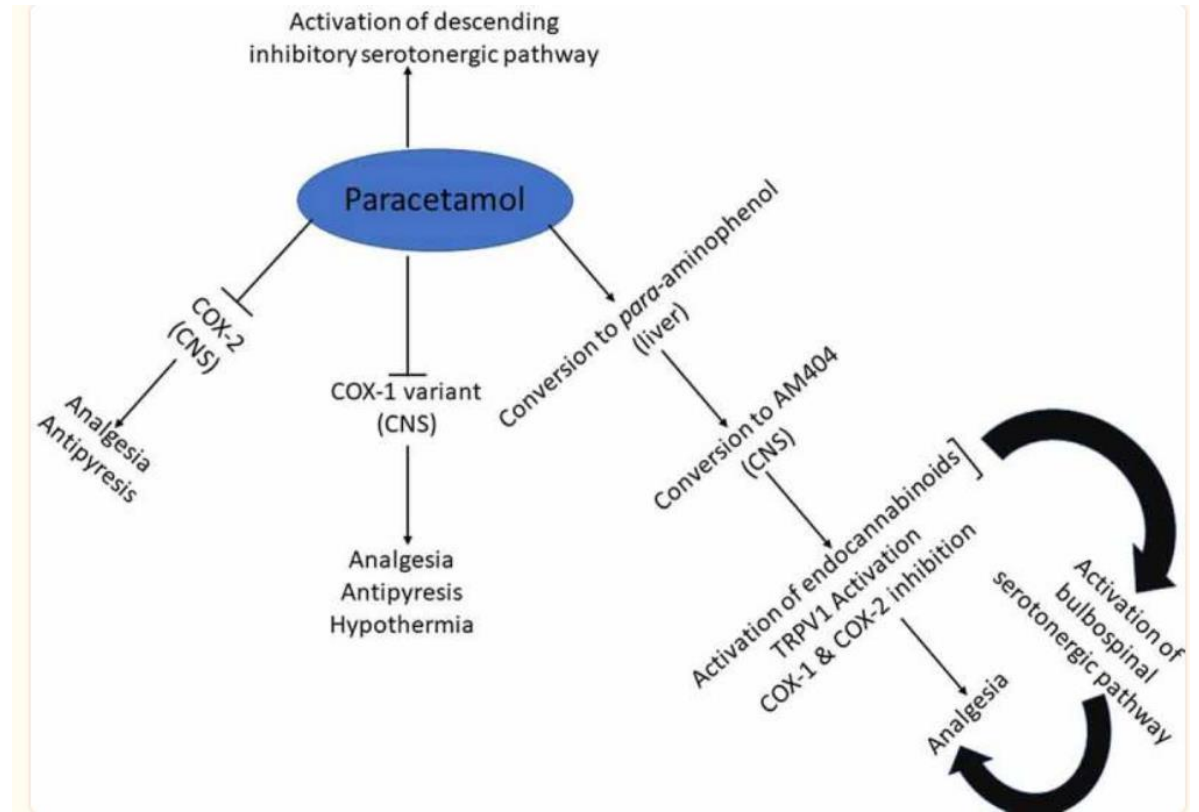 Activation of descending
inhibitory serotonergic pathway
Paracetamol
COX-2
(CNS)
Analgesia
Antipyresis
COX-1 variant
(CNS)
Analgesia
Antipyresis
Hypothermia
Conversion to para-aminophenol
(liver)
Conversion to AM404
(CNS)
Activation of endocannabinoids]
TRPV1 Activation
COX-1 & COX-2 inhibition
Activation of
bulbospinal
serotonergic pathway
Analgesia